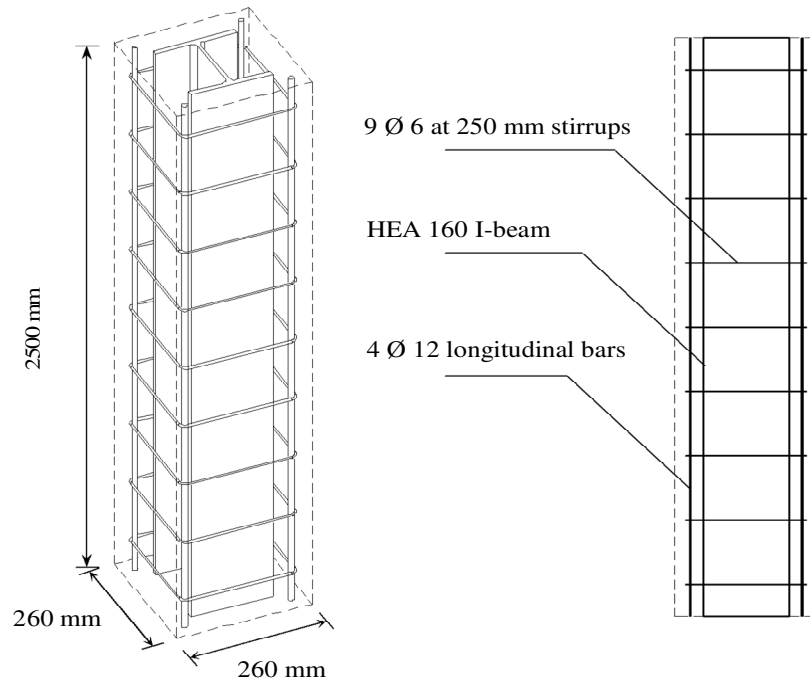 9 Ø 6 at 250 mm stirrups
HEA 160 I-beam
4 Ø 12 longitudinal bars
2500 mm
260 mm
260 mm